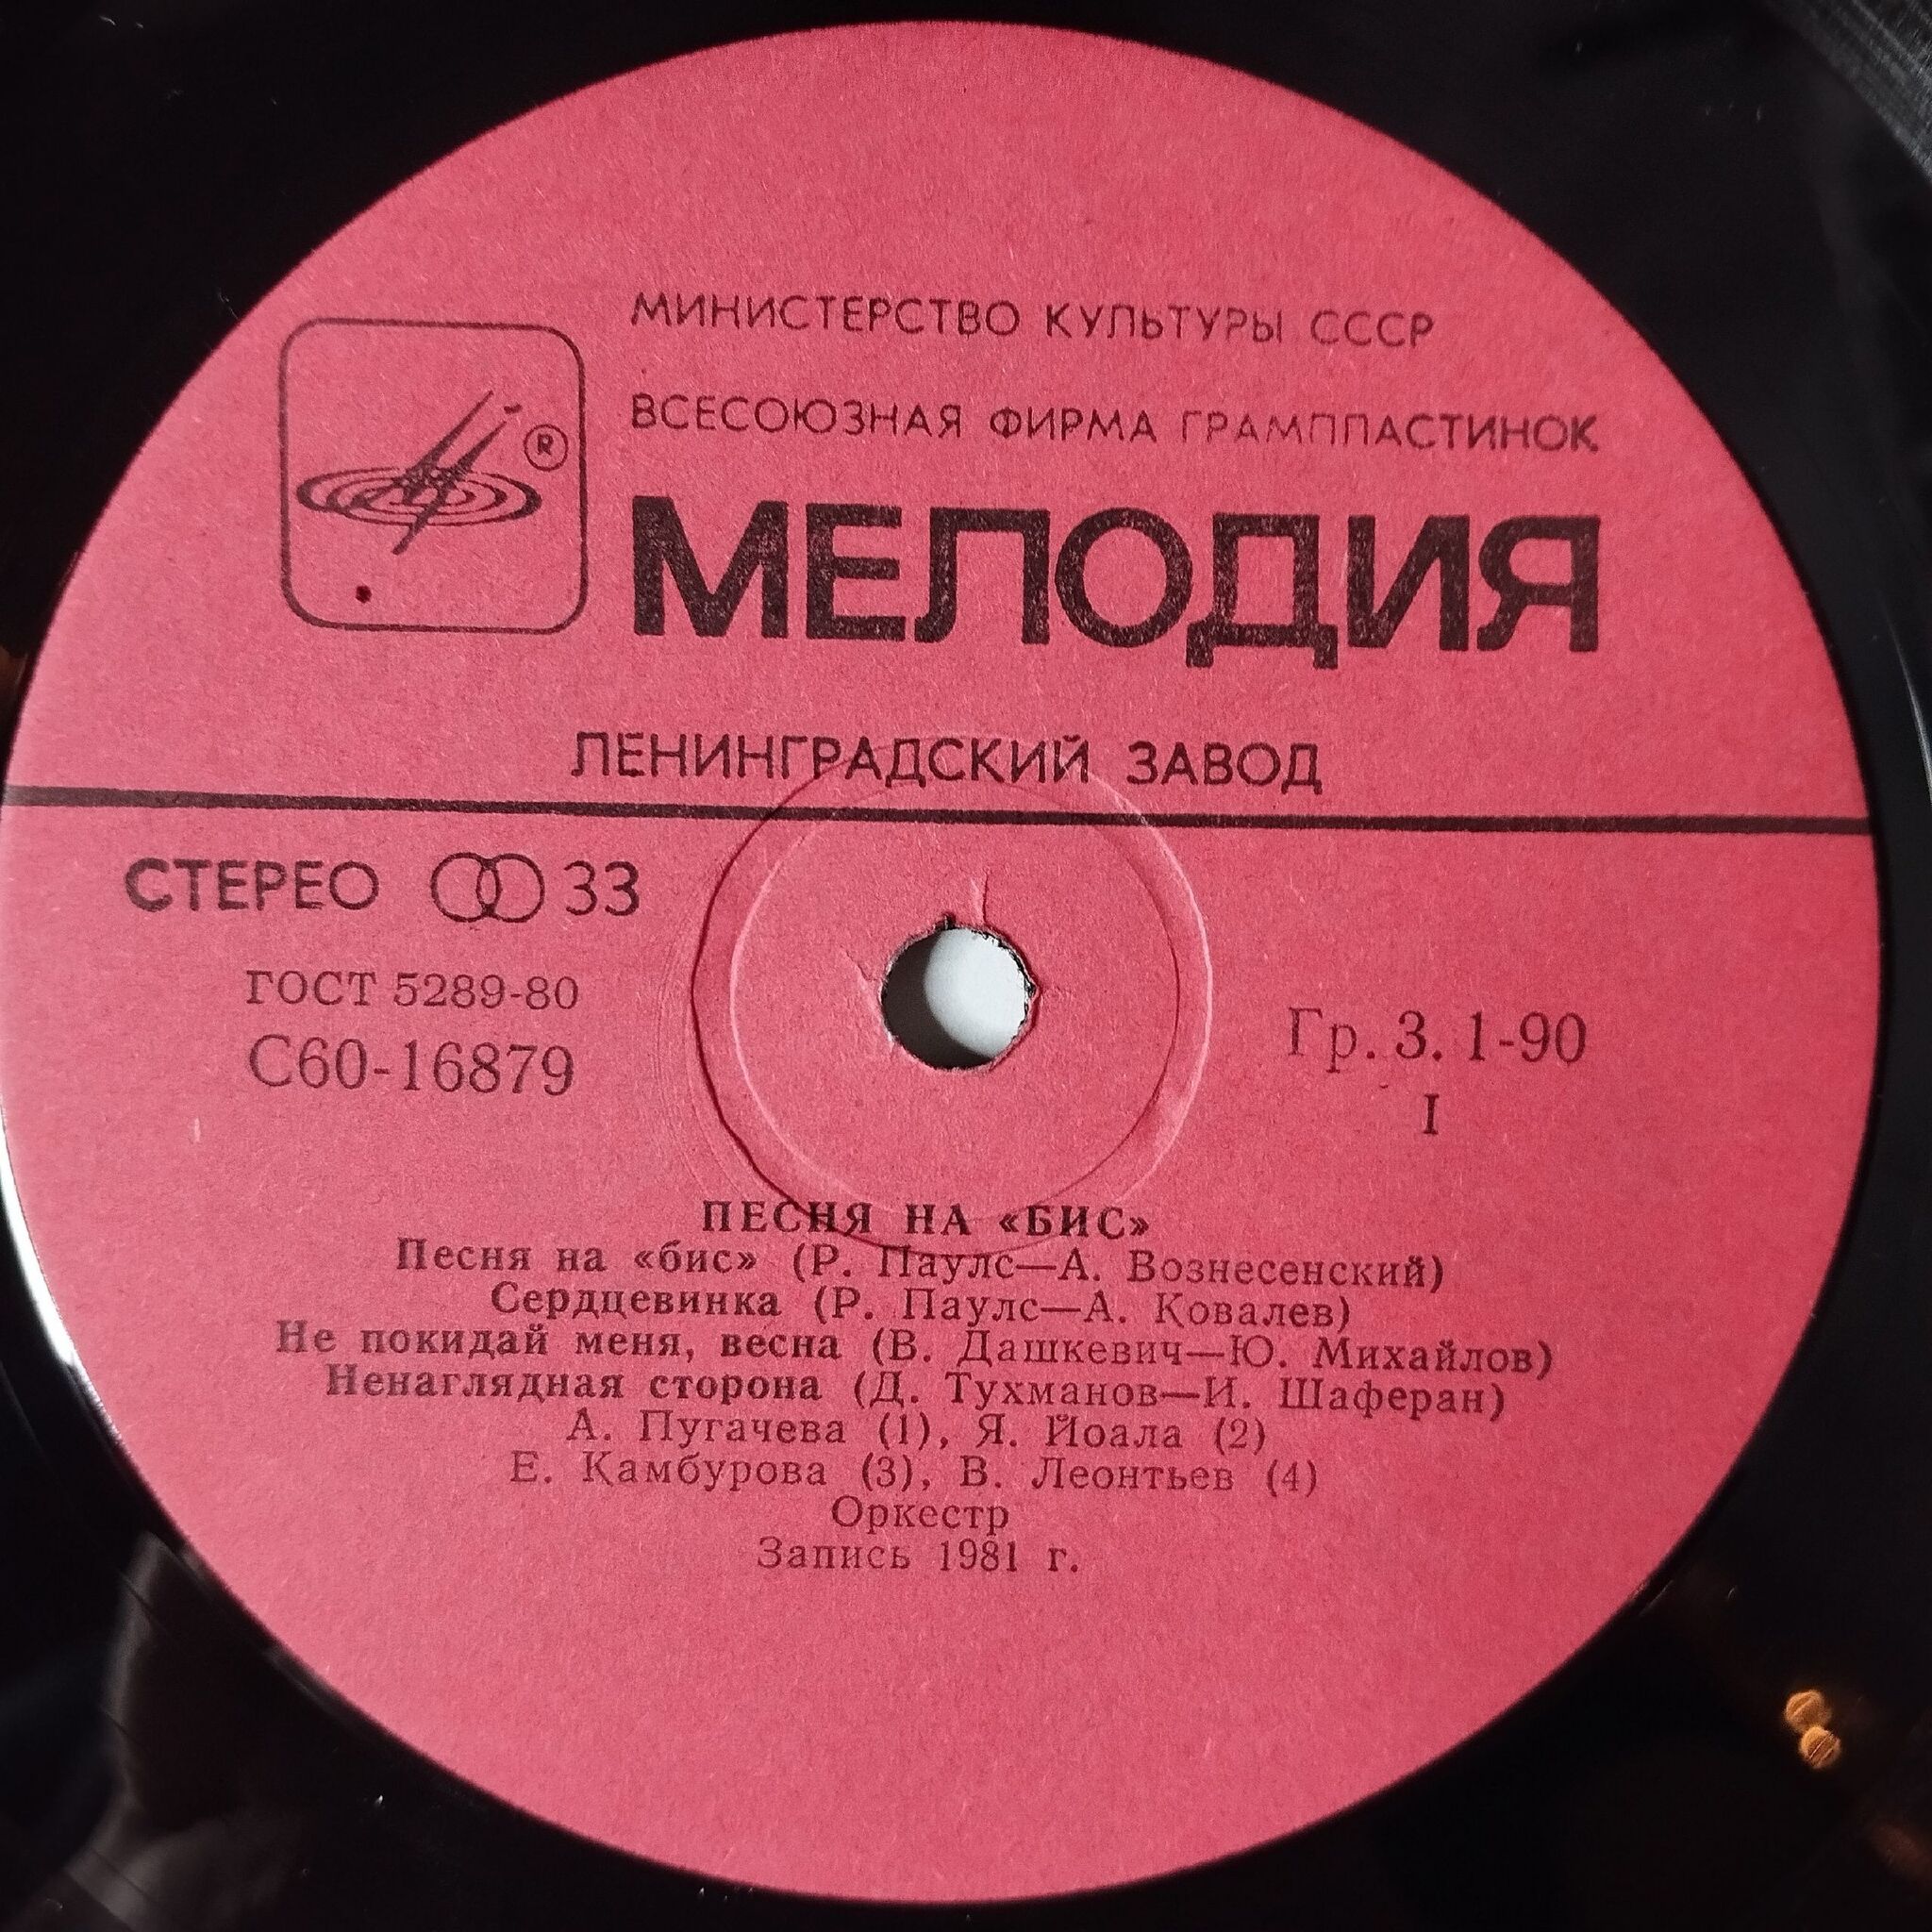 МИНИСТЕРСТВО КУЛЬТУРЫ СССР
ВСЕСОЮЗНАЯ ФИРМА ГРАМПЛАСТИНОК
®
МЕЛОДИЯ
ЛЕНИНГРАДСКИЙ ЗАВОД
СТЕРЕО 33
ГОСТ 5289-80
С60-16879
Гр. 3. 1-90
I
ПЕСНЯ НА «БИС»
Песня на «бис» (Р. Паулс—А. Вознесенский)
Сердцевинка (Р. Паулс—А. Ковалев)
Не покидай меня, весна (В. Дашкевич—Ю. Михайлов)
Ненаглядная сторона (Д. Тухманов—И. Шаферан)
А. Пугачева (1), Я. Йоала (2)
Е. Камбурова (3), В. Леонтьев (4)
Оркестр
Запись 1981 г.